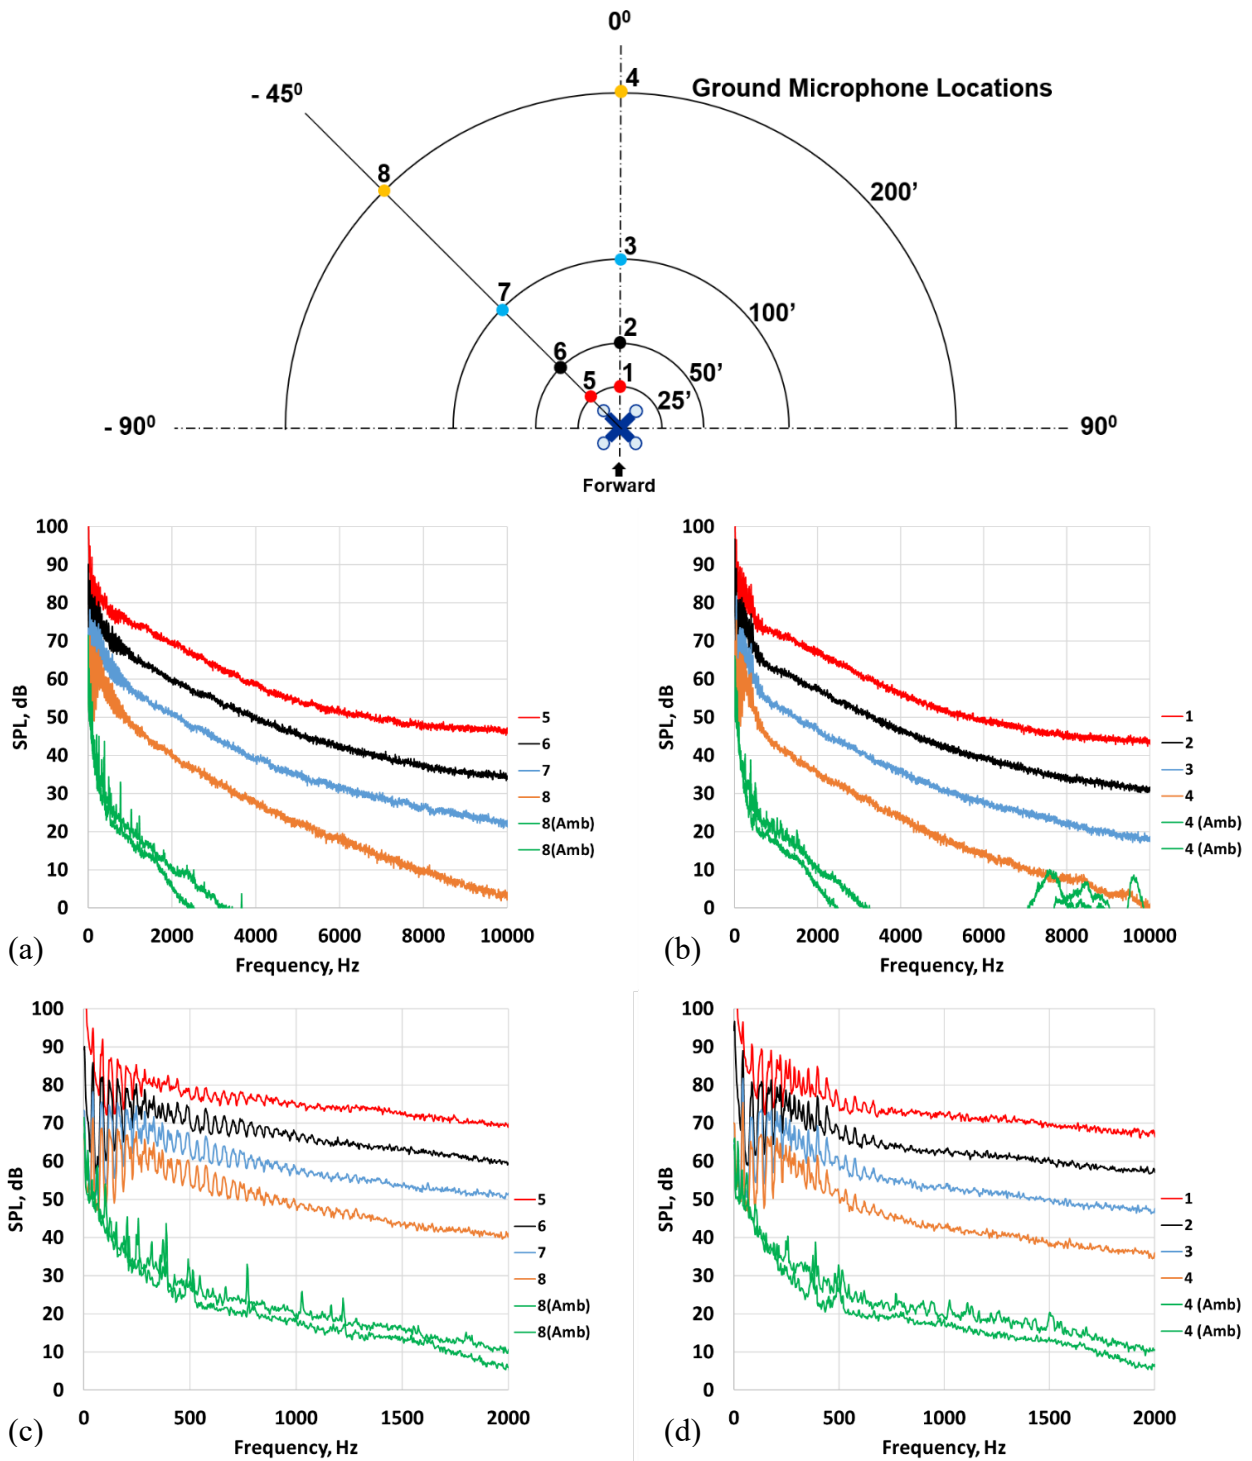 0⁰
4
Ground Microphone Locations
- 45⁰
8
200’
3
7
100’
2
6
50’
5
1
25’
- 90⁰
90⁰
Forward
100
90
80
70
60
50
40
30
20
10
0
SPL, dB
0 2000 4000 6000 8000 10000
Frequency, Hz
5
6
7
8
8(Amb)
8(Amb)
(a)
100
90
80
70
60
50
40
30
20
10
0
SPL, dB
0 2000 4000 6000 8000 10000
Frequency, Hz
1
2
3
4
4 (Amb)
4 (Amb)
(b)
100
90
80
70
60
50
40
30
20
10
0
SPL, dB
0 500 1000 1500 2000
Frequency, Hz
5
6
7
8
8(Amb)
8(Amb)
(c)
100
90
80
70
60
50
40
30
20
10
0
SPL, dB
0 500 1000 1500 2000
Frequency, Hz
1
2
3
4
4 (Amb)
4 (Amb)
(d)